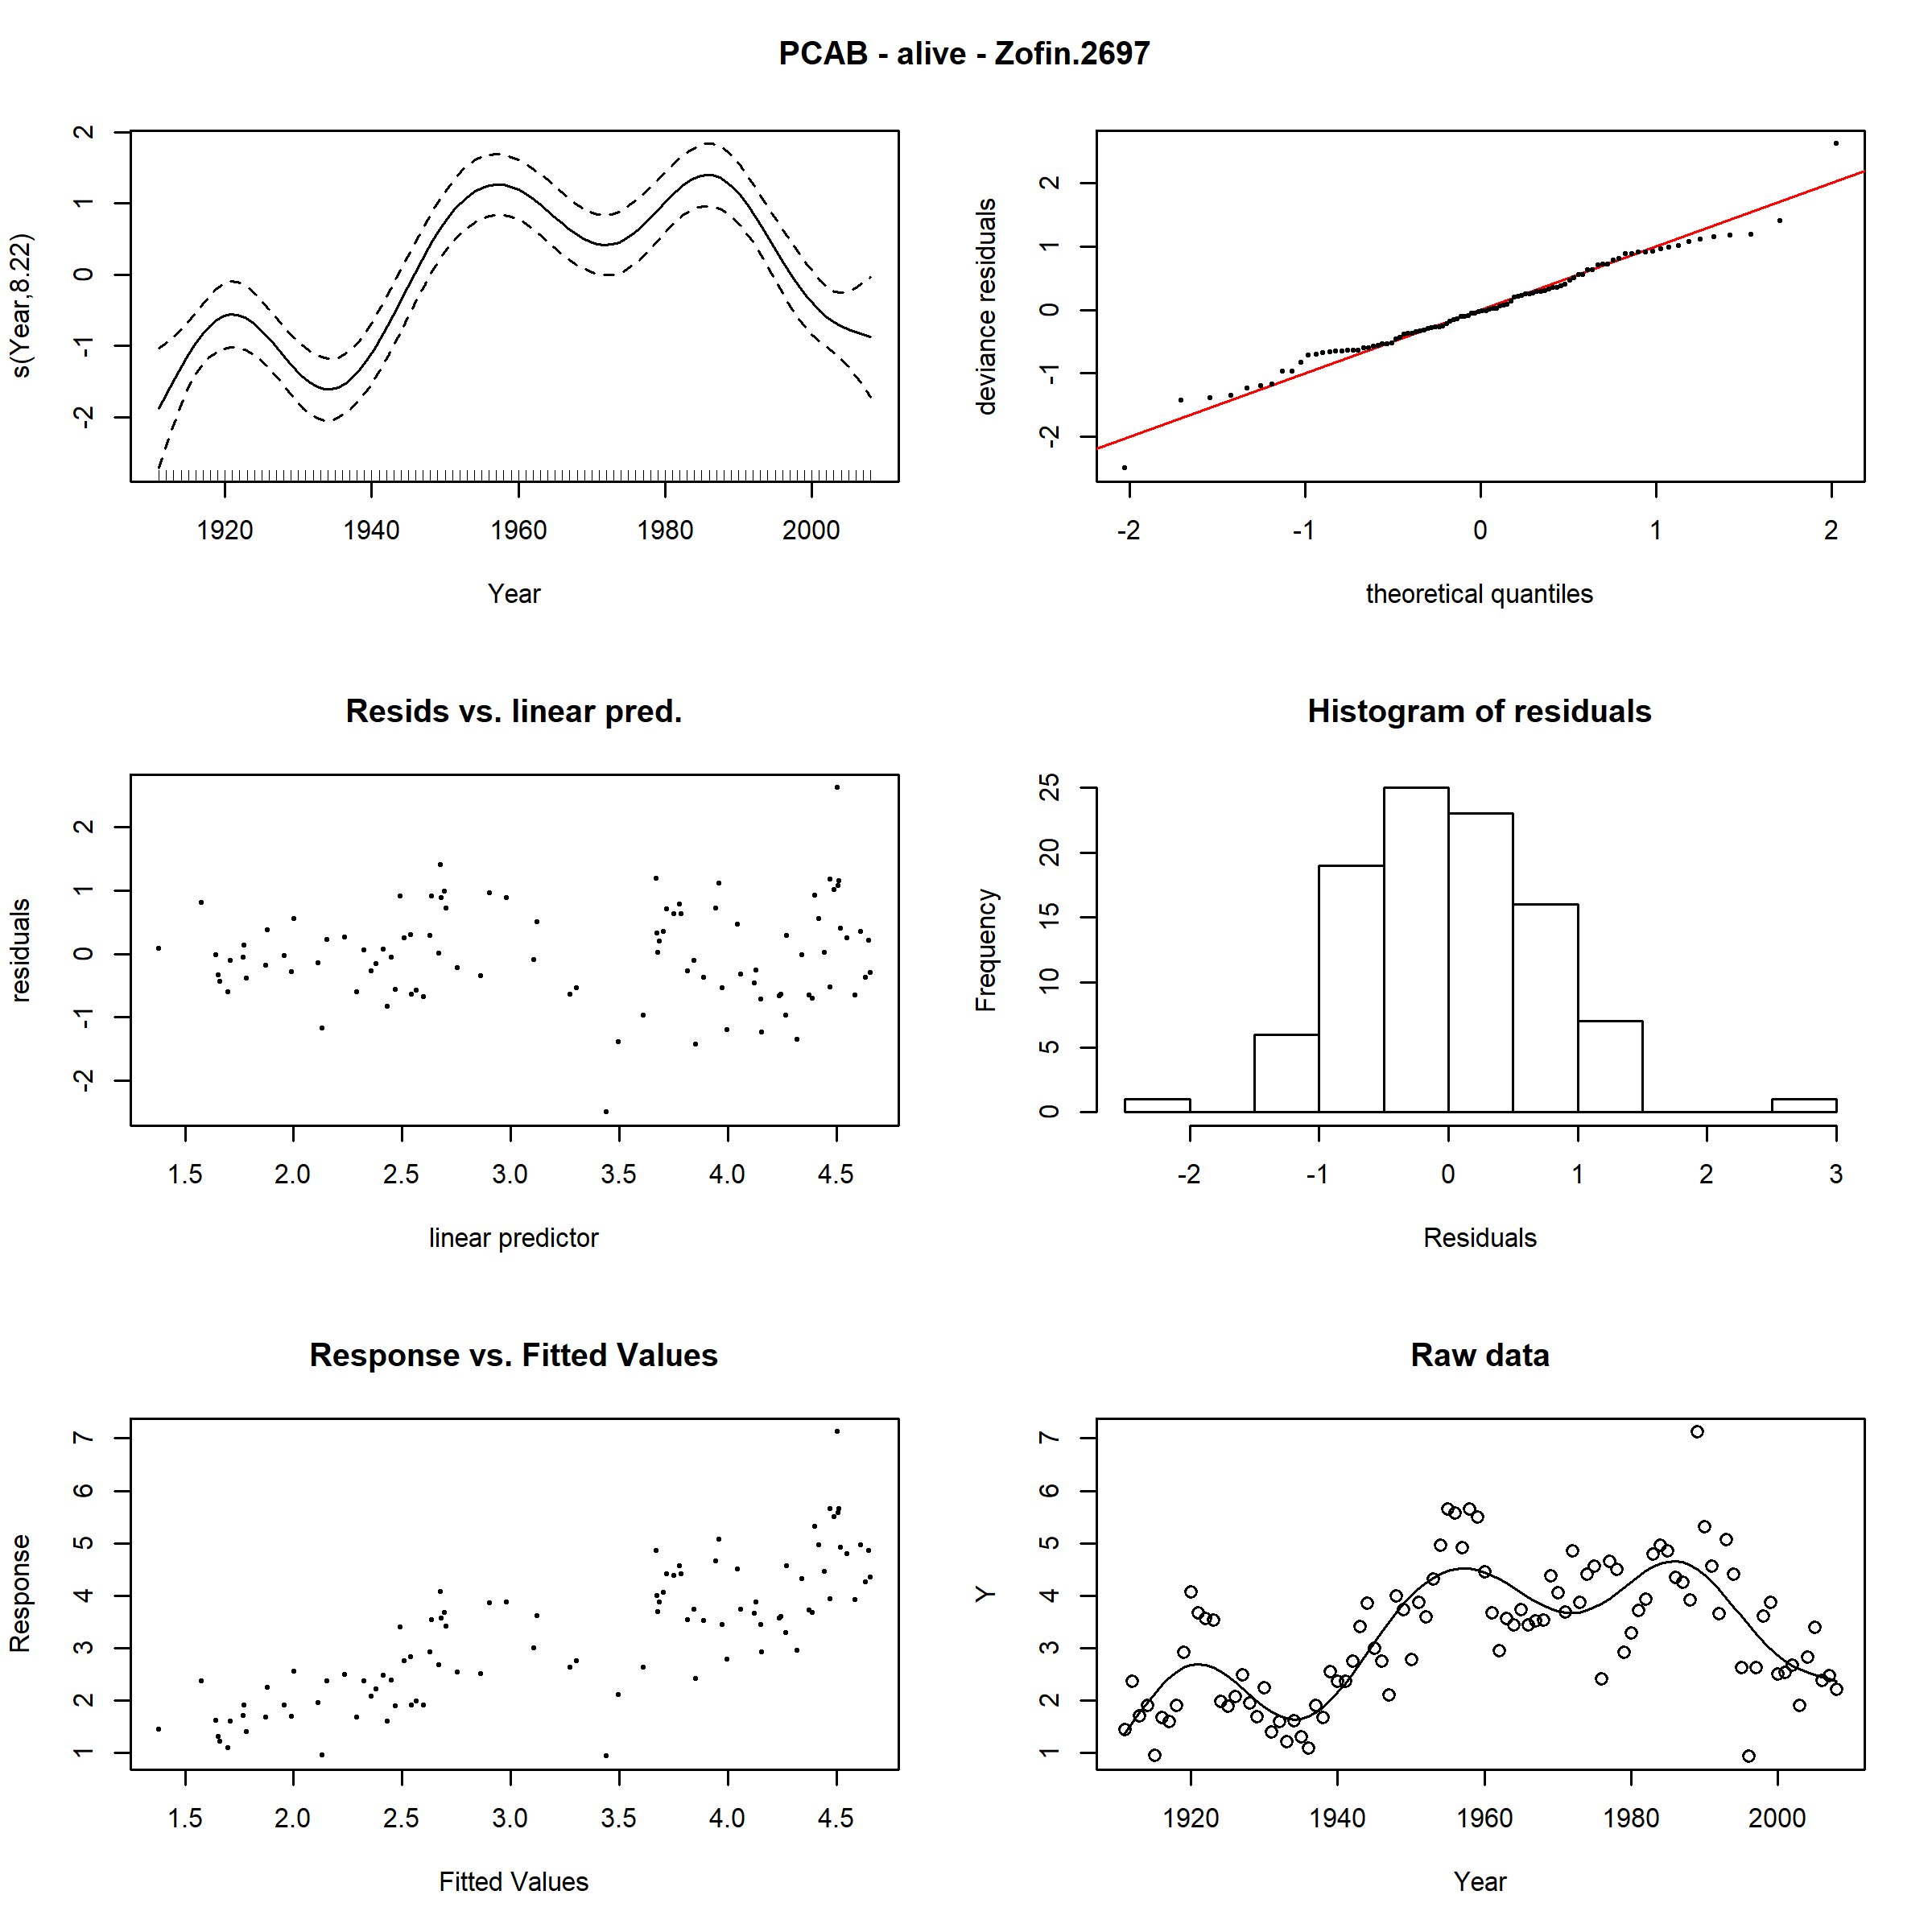 PCAB - alive - Zofin.2697
s(Year,8.22)
2
1
0
-1
-2
1920 1940 1960 1980 2000
Year
deviance residuals
2
1
0
-1
-2
-2 -1 0 1 2
theoretical quantiles
Resids vs. linear pred.
residuals
2
1
0
-1
-2
1.5 2.0 2.5 3.0 3.5 4.0 4.5
linear predictor
Histogram of residuals
Frequency
25
20
15
10
5
0
-2 -1 0 1 2 3
Residuals
Response vs. Fitted Values
Response
7
6
5
4
3
2
1
1.5 2.0 2.5 3.0 3.5 4.0 4.5
Fitted Values
Raw data
Y
7
6
5
4
3
2
1
1920 1940 1960 1980 2000
Year